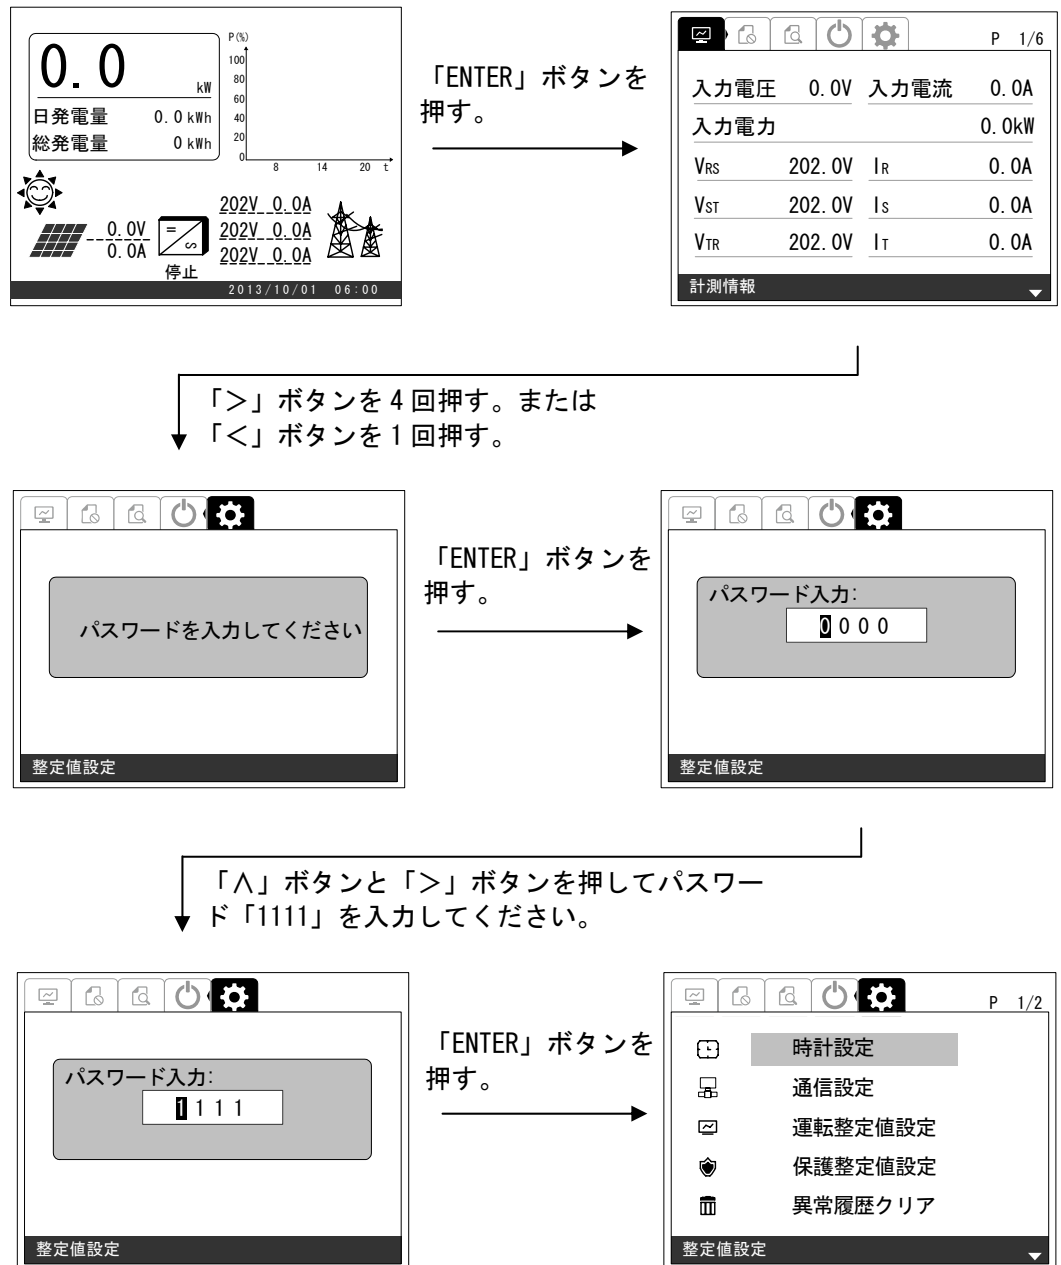 0.0 kW
日発電量 0.0kWh
総発電量 0kWh
P(%)
100
80
60
40
20
0
8 14 20 t
0.0V
0.0A
停止
202V 0.0A
202V 0.0A
202V 0.0A
2013/10/01 06:00
「ENTER」ボタンを
押す。
P 1/6
入力電圧 0.0V 入力電流 0.0A
入力電力 0.0kW
VRS 202.0V IR 0.0A
VST 202.0V IS 0.0A
VTR 202.0V IT 0.0A
計測情報
「＞」ボタンを4回押す。または
「＜」ボタンを1回押す。
パスワードを入力してください
整定値設定
「ENTER」ボタンを
押す。
パスワード入力:
0000
整定値設定
「∧」ボタンと「＞」ボタンを押してパスワー
ド「1111」を入力してください。
パスワード入力:
1111
整定値設定
「ENTER」ボタンを
押す。
P 1/2
時計設定
通信設定
運転整定値設定
保護整定値設定
異常履歴クリア
整定値設定